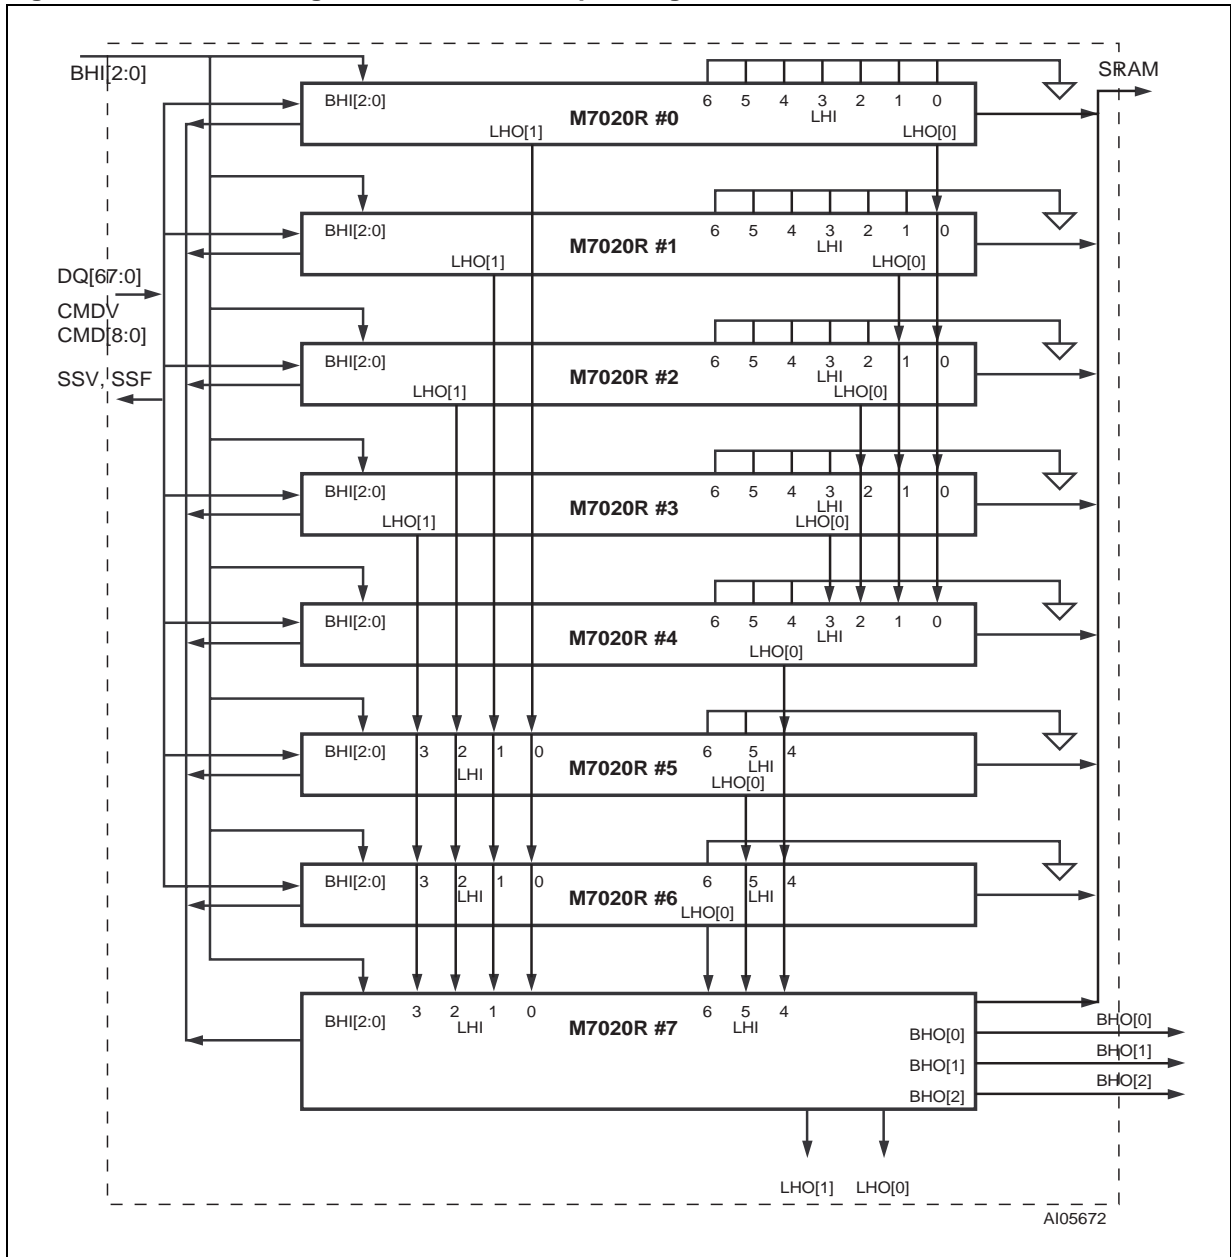 BHI[2:0]
SRAM
BHI[2:0]
6 5 4 3 2 1 0
LHI
M7020R #0
LHO[1]
LHO[0]
BHI[2:0]
6 5 4 3 2 1 0
LHI
M7020R #1
LHO[1]
LHO[0]
DQ[67:0]
CMDV
CMD[8:0]
SSV, SSF
BHI[2:0]
6 5 4 3 2 1 0
LHI
M7020R #2
LHO[1]
LHO[0]
BHI[2:0]
6 5 4 3 2 1 0
LHI
M7020R #3
LHO[1]
LHO[0]
BHI[2:0]
6 5 4 3 2 1 0
LHI
M7020R #4
LHO[0]
BHI[2:0]
3 2 1 0
LHI
M7020R #5
6 5 4
LHI
LHO[0]
BHI[2:0]
3 2 1 0
LHI
M7020R #6
6 5 4
LHI
LHO[0]
BHI[2:0]
3 2 1 0
LHI
M7020R #7
6 5 4
LHI
BHO[0]
BHO[1]
BHO[2]
BHO[0]
BHO[1]
BHO[2]
LHO[1] LHO[0]
AI05672